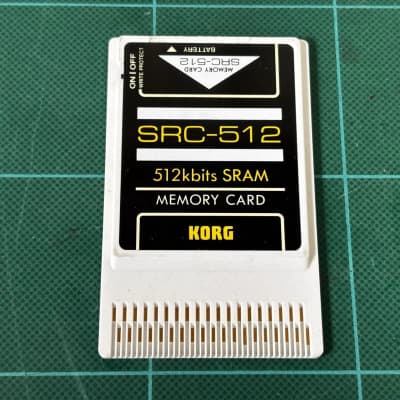 BATTERY
SRC-512
MEMORY CARD
ON OFF
WRITE PROTECT
SRC-512
512kbits SRAM
MEMORY CARD
KORG